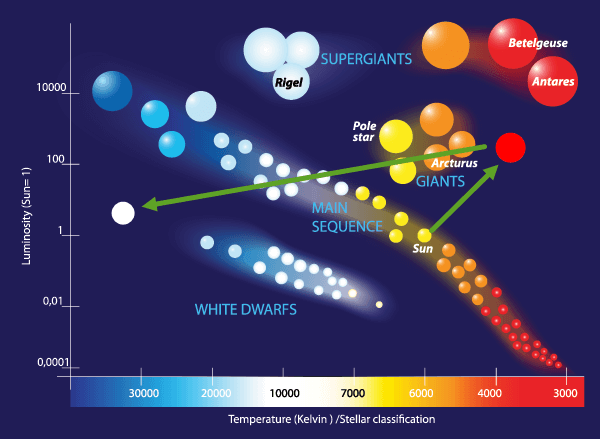 Betelgeuse
SUPERGIANTS
Rigel
Antares
10000
Pole
star
100
Arcturus
GIANTS
MAIN
SEQUENCE
1
Sun
WHITE DWARFS
0,01
0,0001
Luminosity (Sun= 1)
30000 20000 10000 7000 6000 4000 3000
Temperature (Kelvin ) /Stellar classification